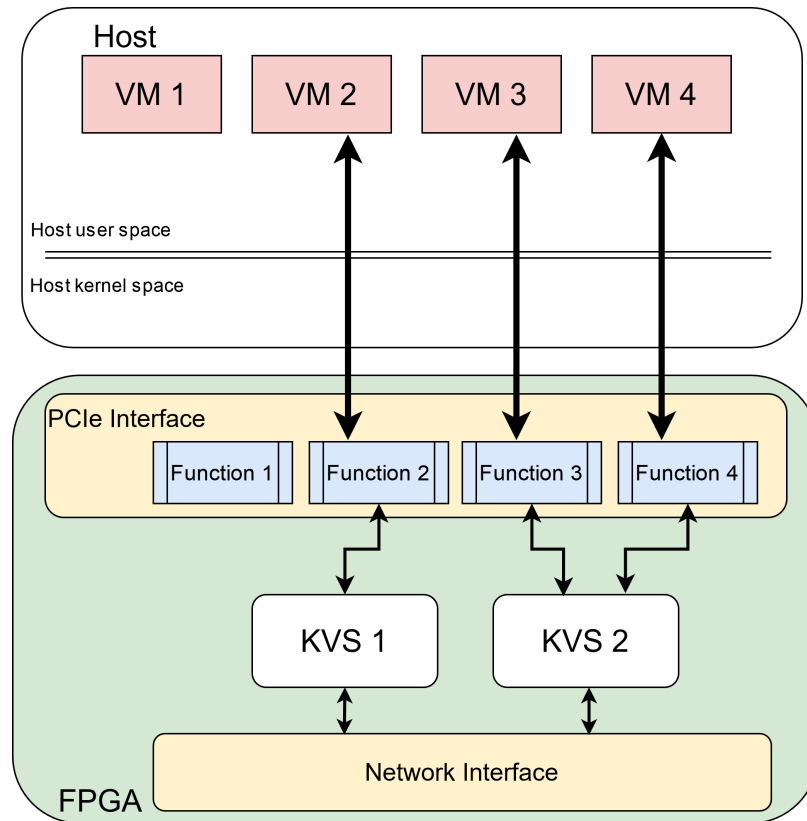 Host
VM 1
VM 2
VM 3
VM 4
Host user space
Host kernel space
PCIe Interface
Function 1
Function 2
Function 3
Function 4
KVS 1
KVS 2
Network Interface
FPGA